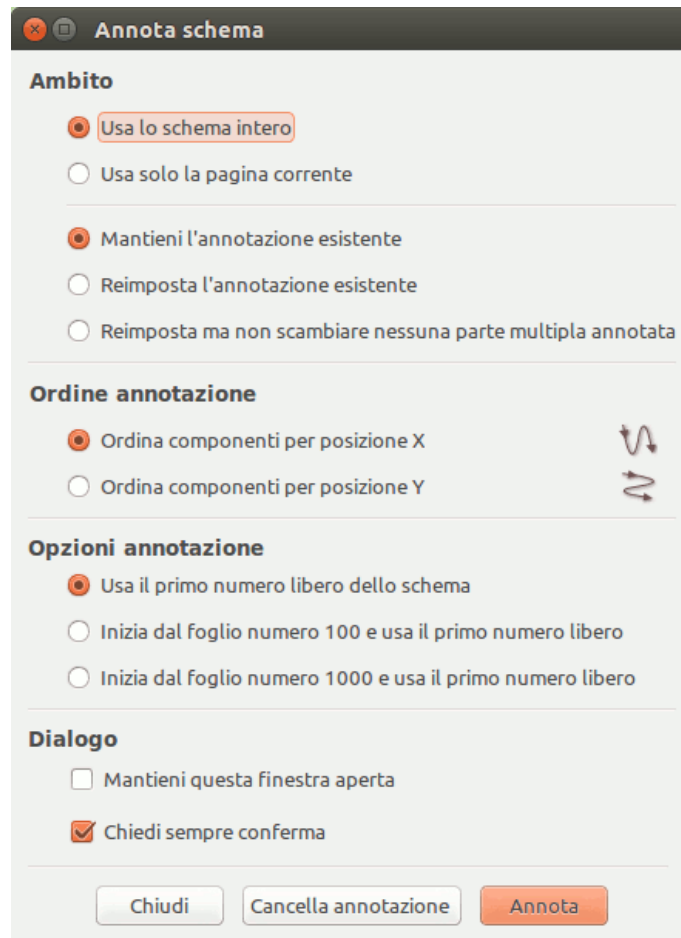 Annota schema
Ambito
Usa lo schema intero
Usa solo la pagina corrente
Mantieni l'annotazione esistente
Reimposta l'annotazione esistente
Reimposta ma non scambiare nessuna parte multipla annotata
Ordine annotazione
Ordina componenti per posizione X
Ordina componenti per posizione Y
Opzioni annotazione
Usa il primo numero libero dello schema
Inizia dal foglio numero 100 e usa il primo numero libero
Inizia dal foglio numero 1000 e usa il primo numero libero
Dialogo
Mantieni questa finestra aperta
Chiedi sempre conferma
Chiudi Cancella annotazione Annota